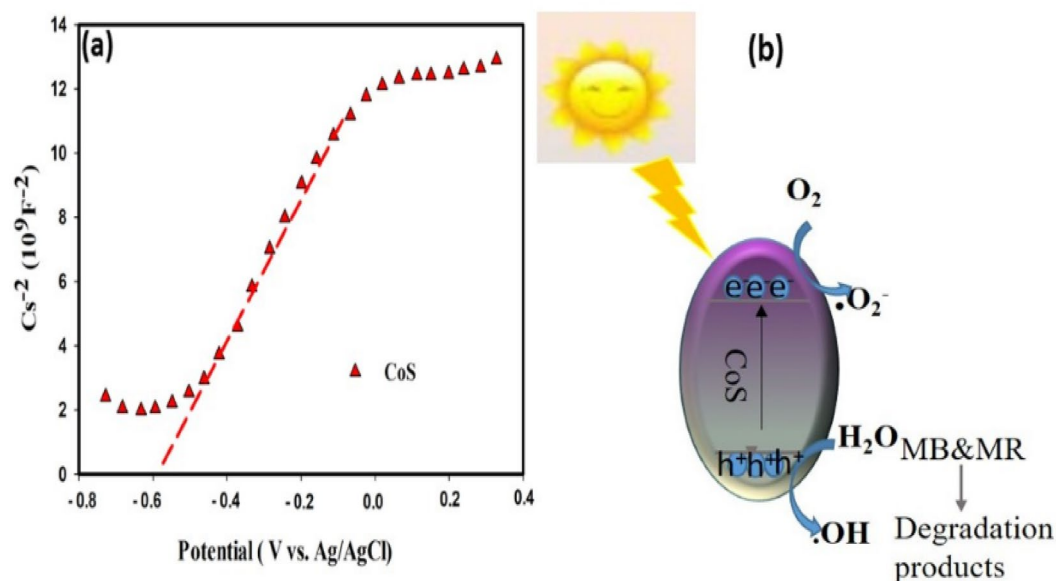 (a)
14
12
10
8
6
4
2
0
Cs⁻² (10⁹F⁻²)
CoS
- 0.8 - 0.6 - 0.4 - 0.2 0.0 0.2 0.4
Potential ( V vs. Ag/AgCl)
(b)
O₂
e⁻e⁻e⁻
.O₂⁻
CoS
h⁺h⁺h⁺
H₂O
MB&MR
.OH
Degradation
products